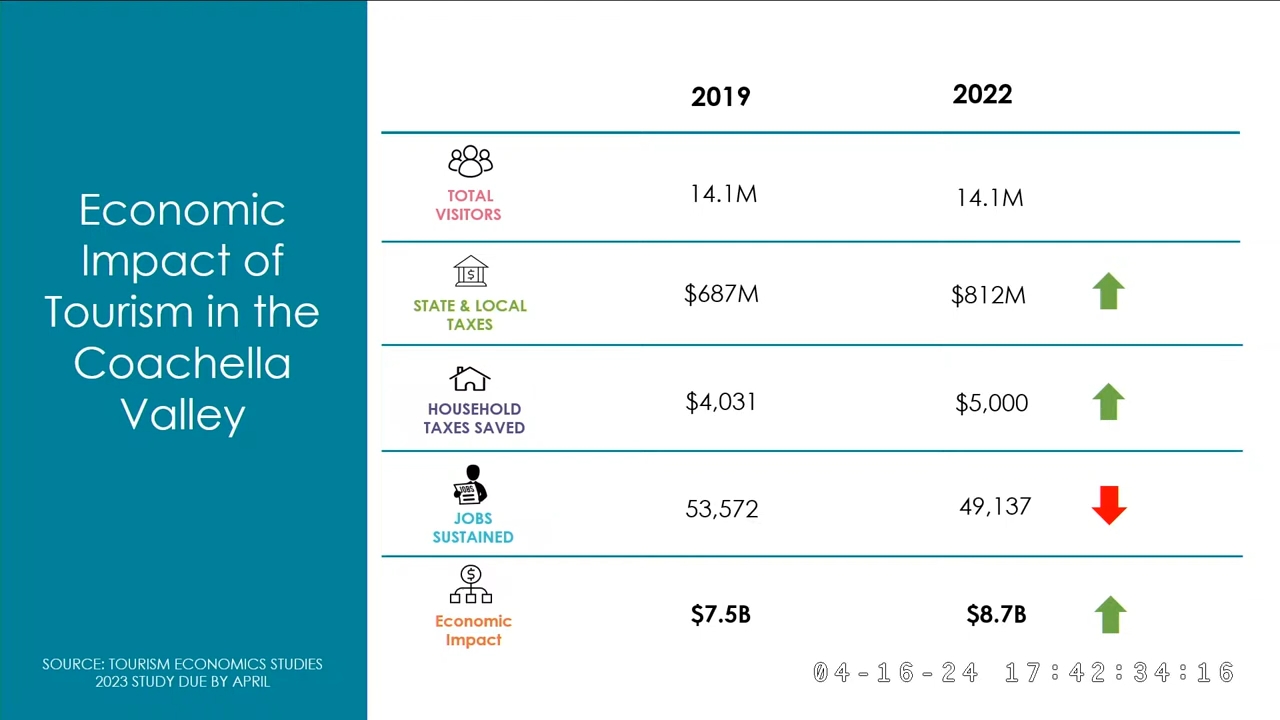 Economic
Impact of
Tourism in the
Coachella
Valley
SOURCE: TOURISM ECONOMICS STUDIES
2023 STUDY DUE BY APRIL
2019 2022
TOTAL
VISITORS
14.1M 14.1M
STATE & LOCAL
TAXES
$687M $812M
HOUSEHOLD
TAXES SAVED
$4,031 $5,000
JOBS
JOBS
SUSTAINED
53,572 49,137
Economic
Impact
$7.5B $8.7B
04-16-24 17:42:34:16